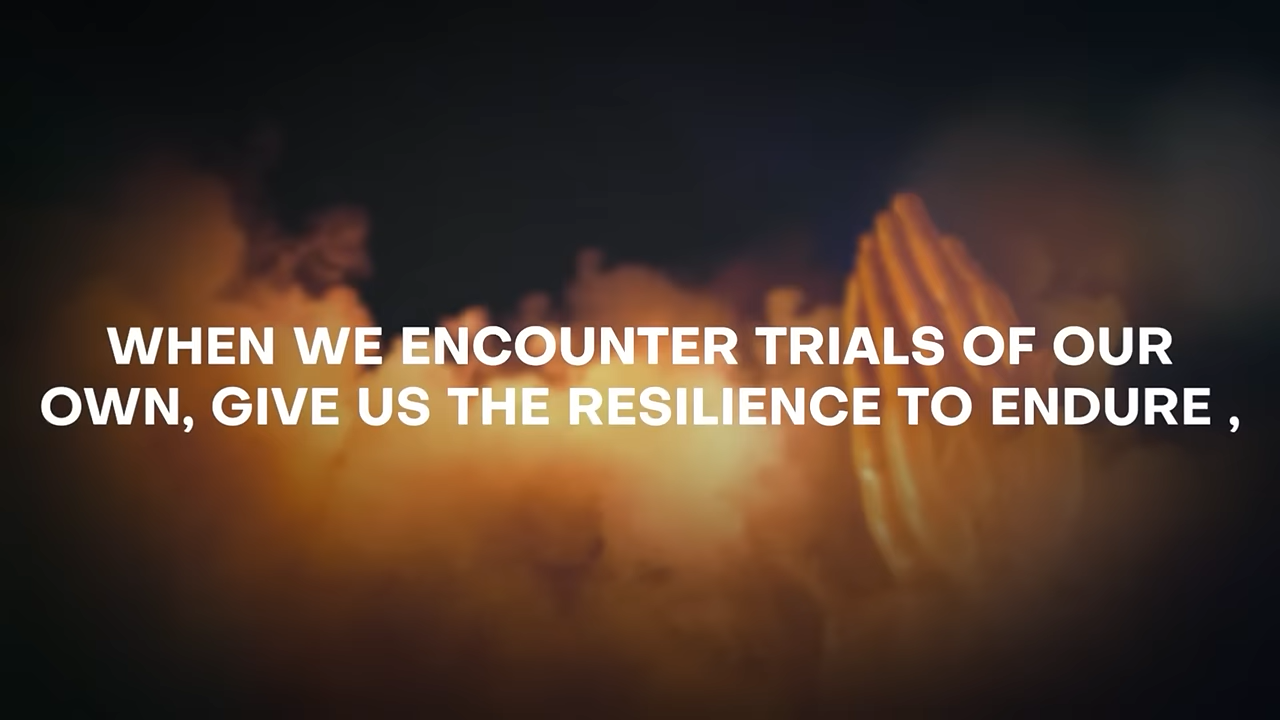 WHEN WE ENCOUNTER TRIALS OF OUR
OWN, GIVE US THE RESILIENCE TO ENDURE ,